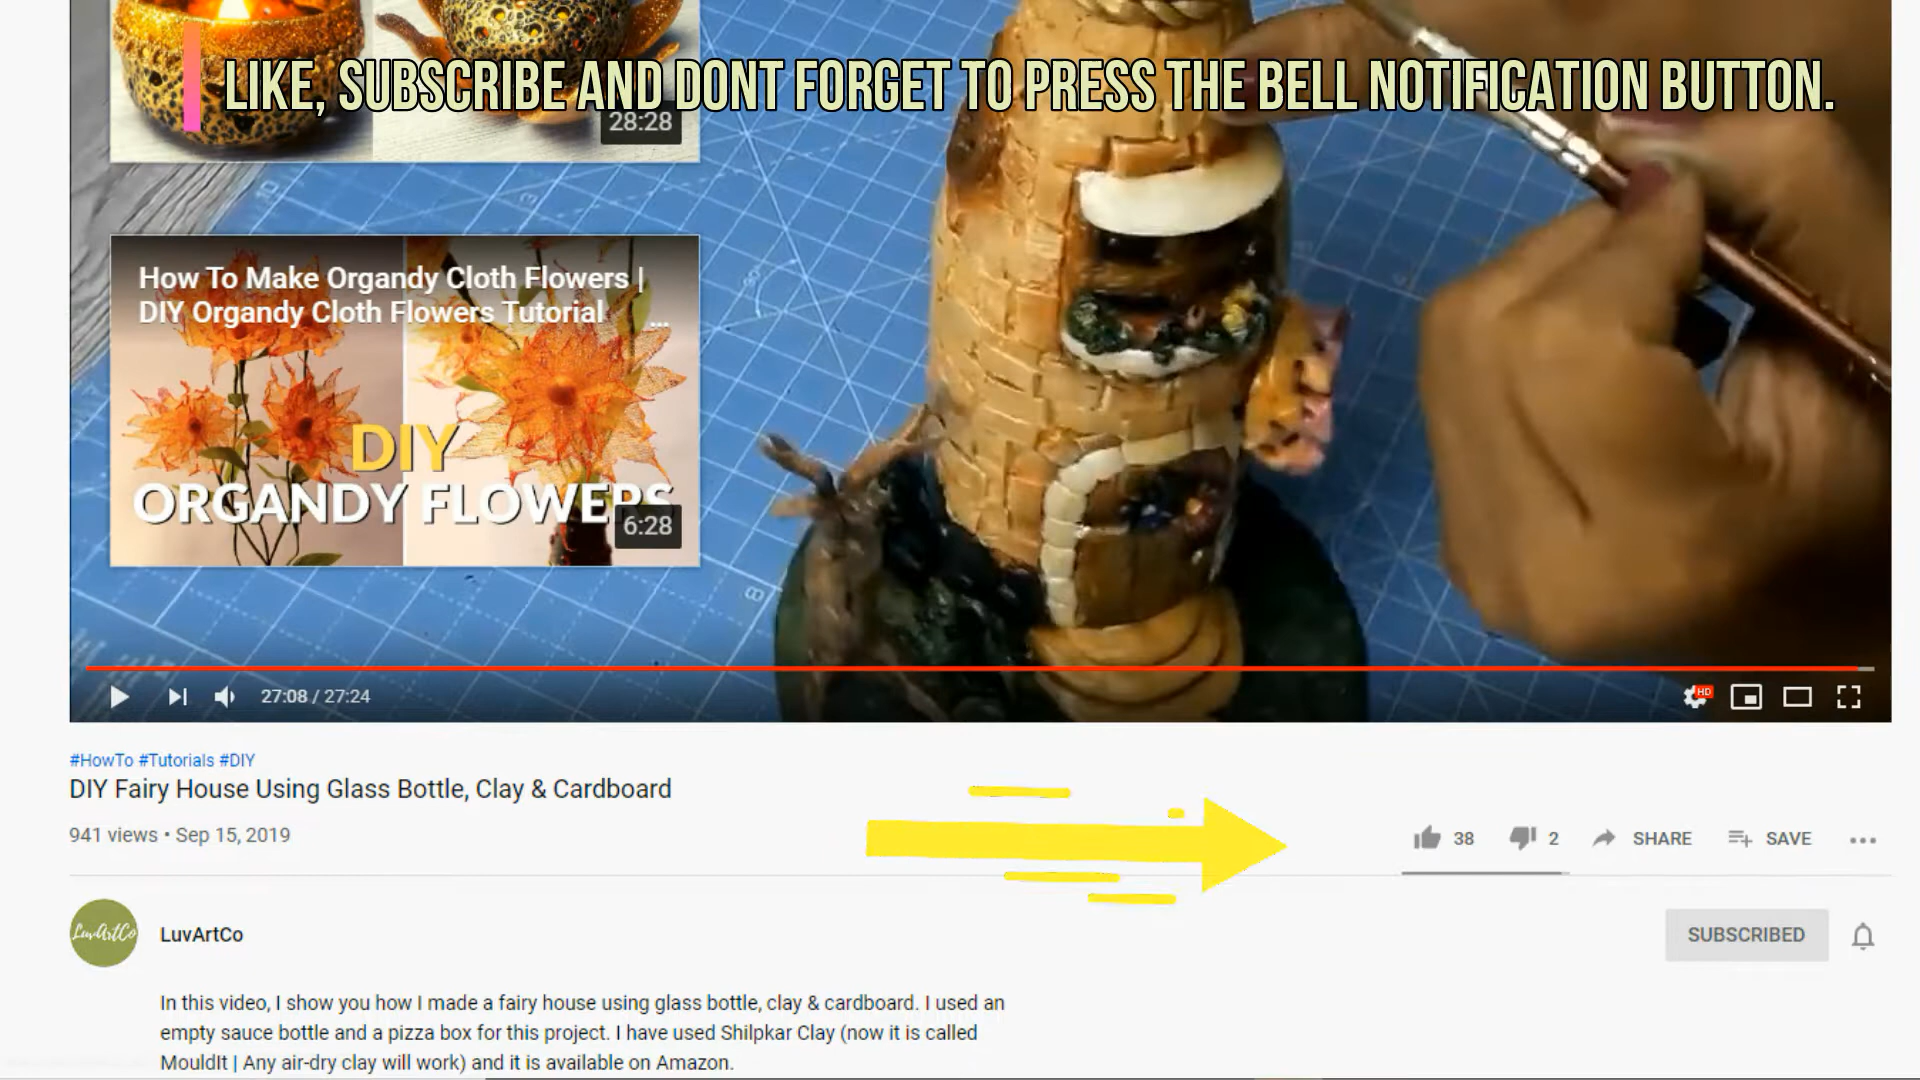 LIKE, SUBSCRIBE AND DONT FORGET TO PRESS THE BELL NOTIFICATION BUTTON.
28:28
How To Make Organdy Cloth Flowers |
DIY Organdy Cloth Flowers Tutorial ...
DIY
ORGANDY FLOWERS
6:28
8
27:08 / 27:24
HD
#HowTo #Tutorials #DIY
DIY Fairy House Using Glass Bottle, Clay & Cardboard
941 views • Sep 15, 2019
38 2 SHARE SAVE
LuvArtCo
LuvArtCo
SUBSCRIBED
In this video, I show you how I made a fairy house using glass bottle, clay & cardboard. I used an
empty sauce bottle and a pizza box for this project. I have used Shilpkar Clay (now it is called
MouldIt | Any air-dry clay will work) and it is available on Amazon.